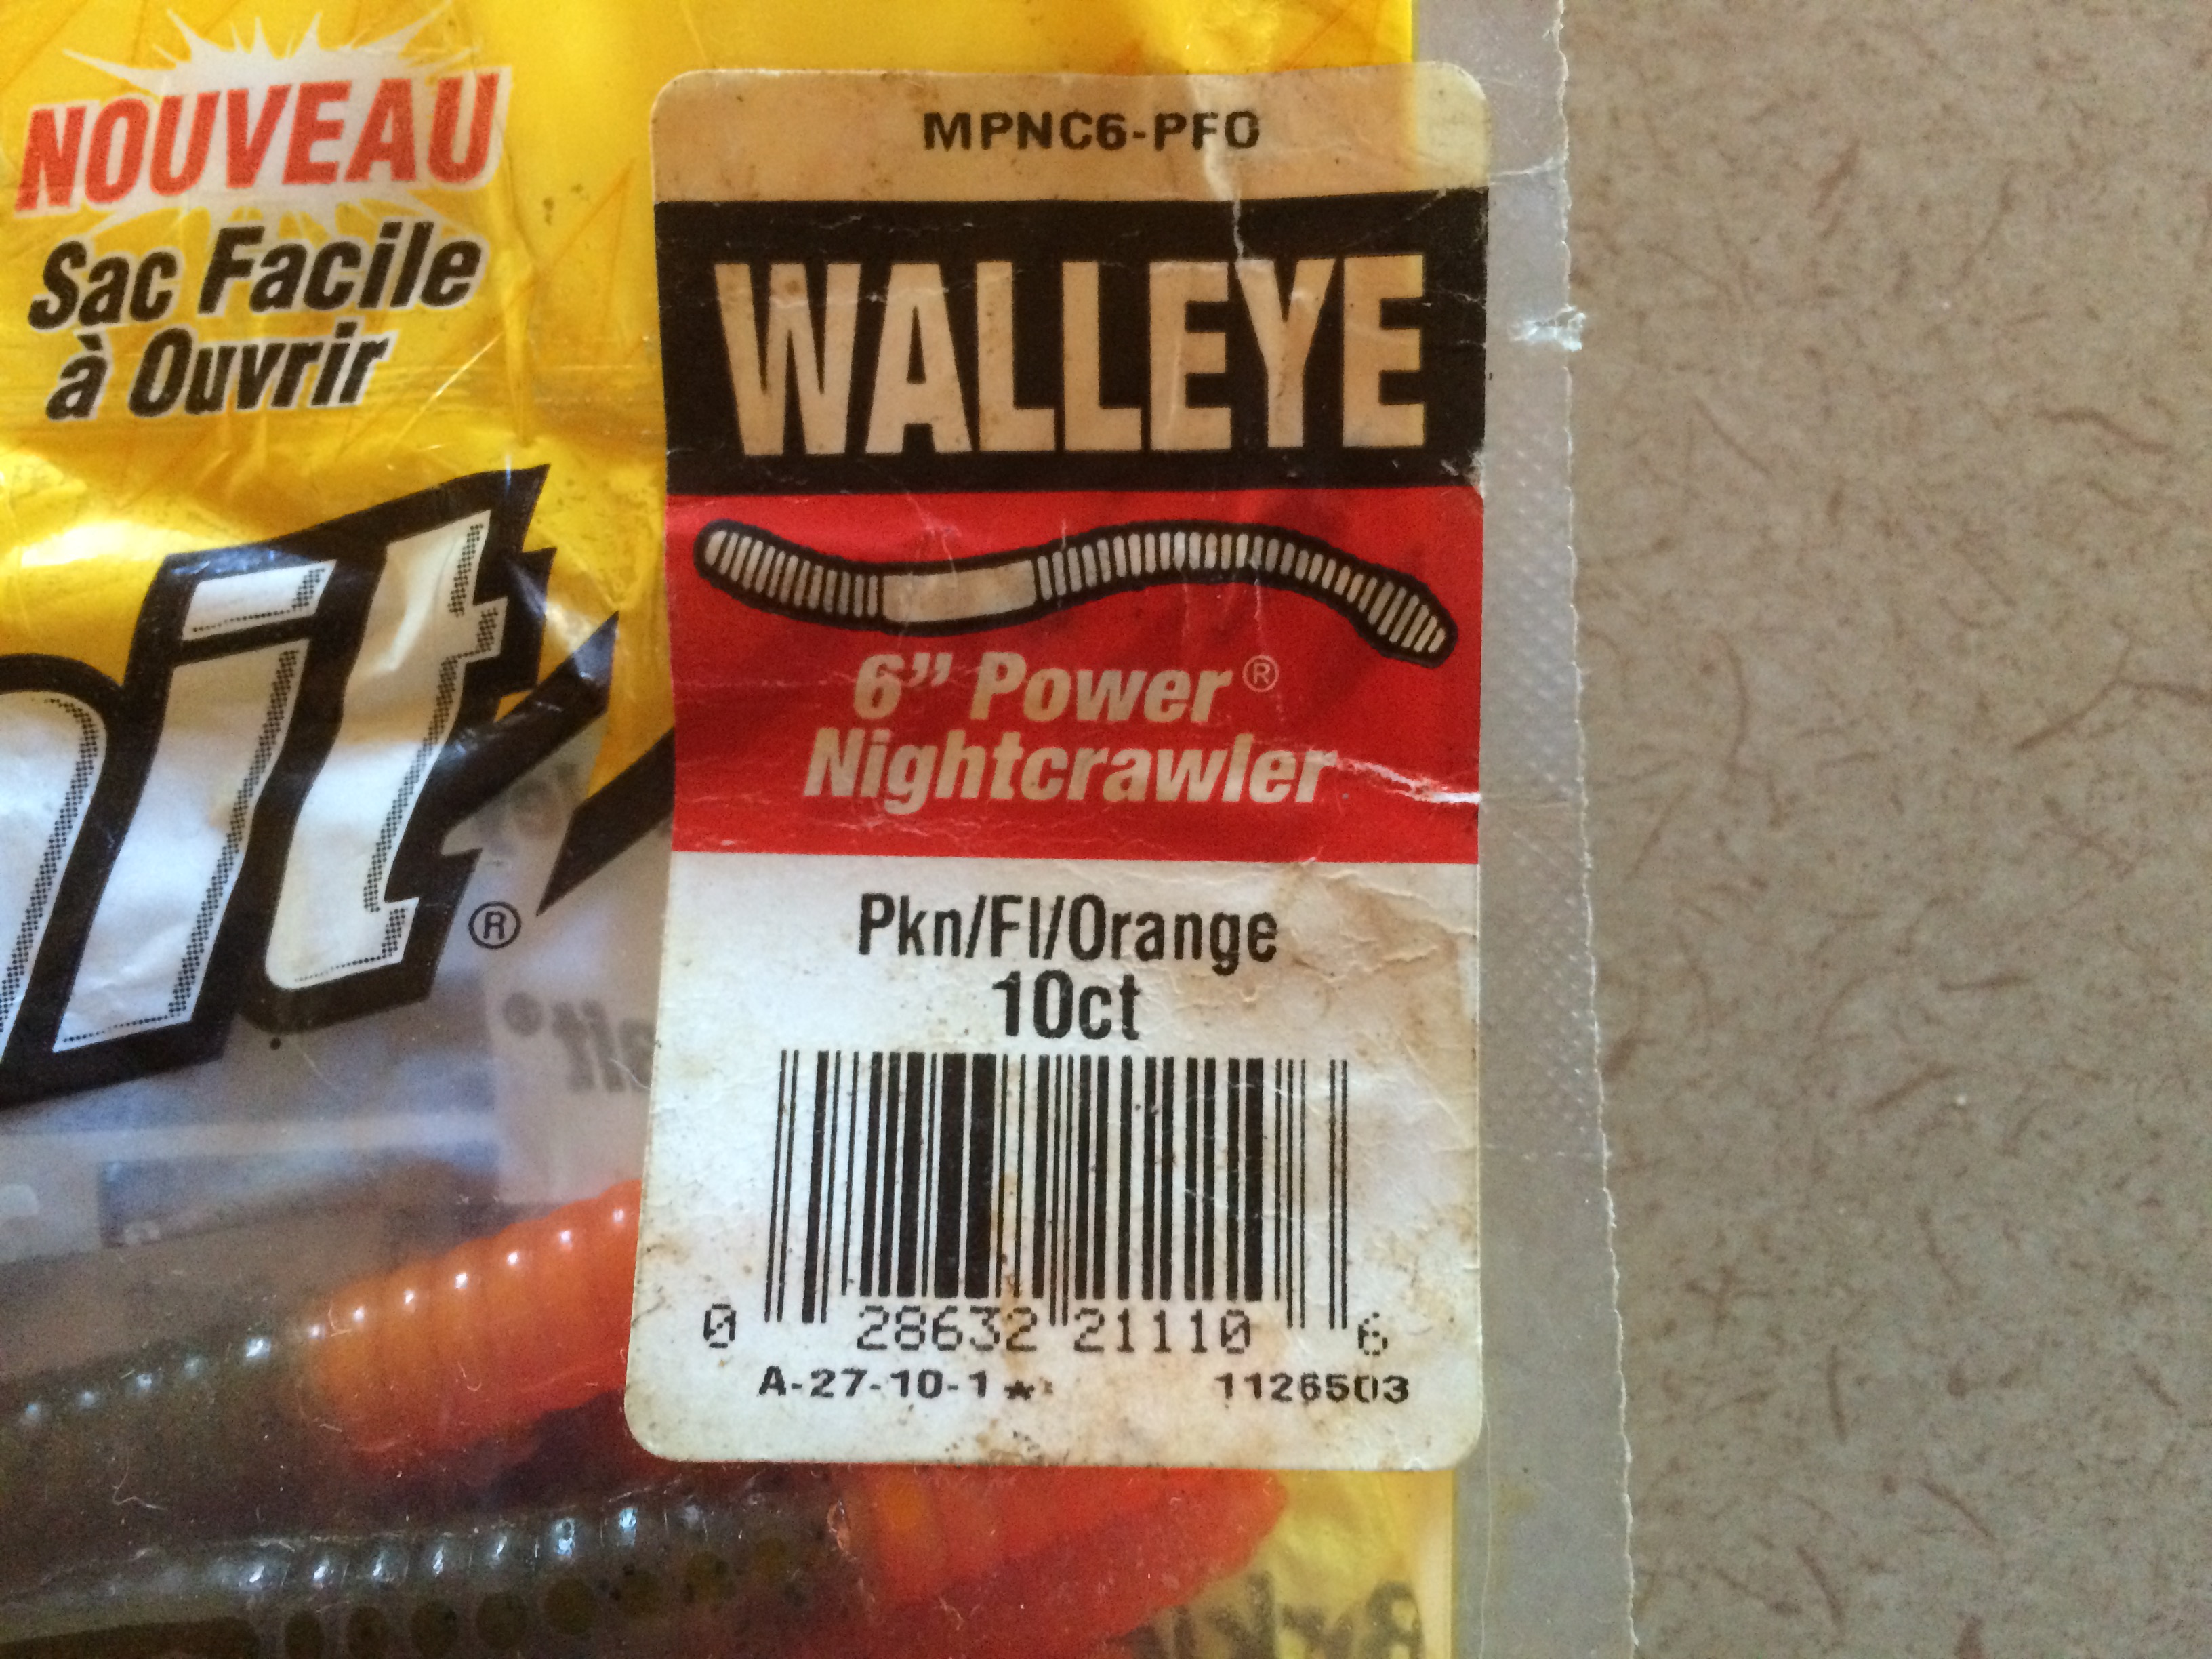 NOUVEAU
Sac Facile
à Ouvrir
it®
MPNC6-PFO
WALLEYE
6” Power®
Nightcrawler
Pkn/Fl/Orange
10ct
0 28632 21110 6
A-27-10-1★
1126503